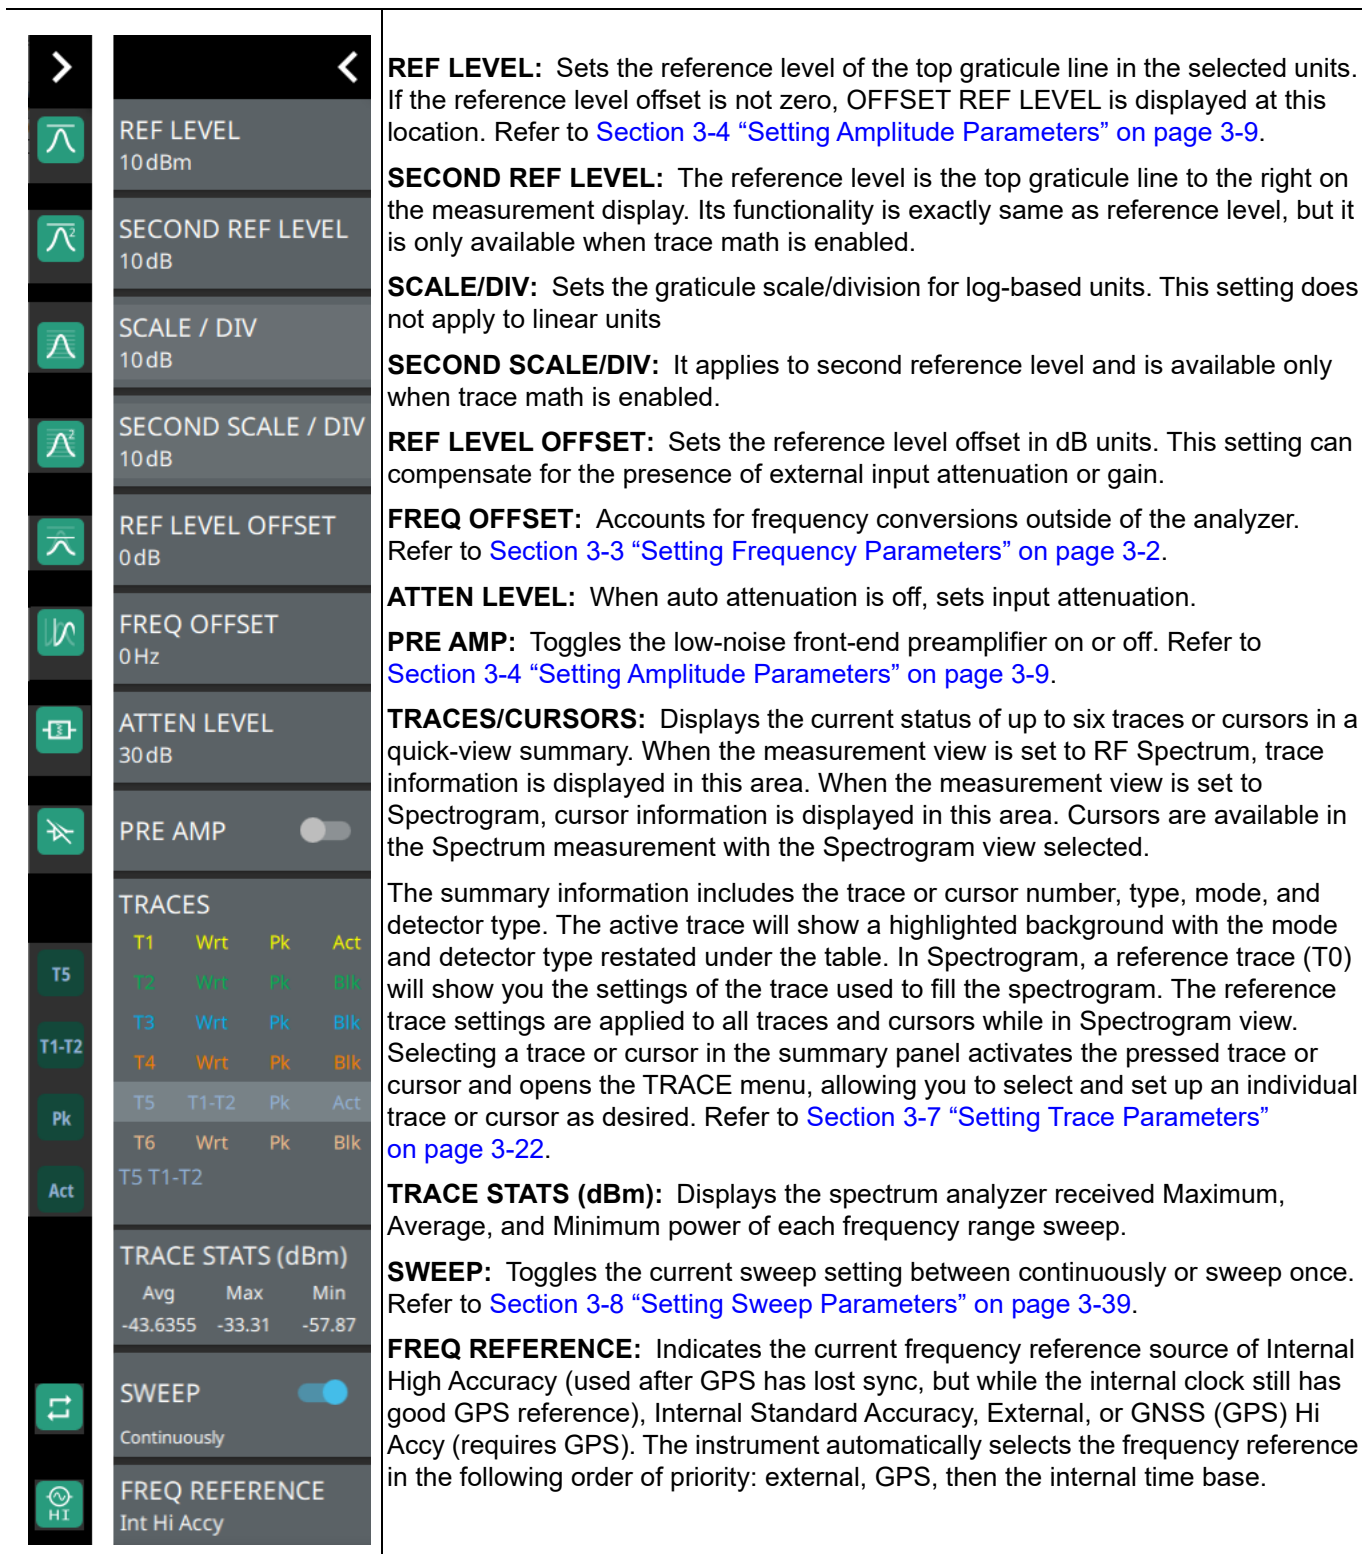 T5
T1-T2
Pk
Act
HI
REF LEVEL
10 dBm
SECOND REF LEVEL
10 dB
SCALE / DIV
10 dB
SECOND SCALE / DIV
10 dB
REF LEVEL OFFSET
0 dB
FREQ OFFSET
0 Hz
ATTEN LEVEL
30 dB
PRE AMP
TRACES
T1 Wrt Pk Act
T2 Wrt Pk Blk
T3 Wrt Pk Blk
T4 Wrt Pk Blk
T5 T1-T2 Pk Act
T6 Wrt Pk Blk
T5 T1-T2
TRACE STATS (dBm)
Avg Max Min
-43.6355 -33.31 -57.87
SWEEP
Continuously
FREQ REFERENCE
Int Hi Accy
REF LEVEL: Sets the reference level of the top graticule line in the selected units.
If the reference level offset is not zero, OFFSET REF LEVEL is displayed at this
location. Refer to Section 3-4 “Setting Amplitude Parameters” on page 3-9.
SECOND REF LEVEL: The reference level is the top graticule line to the right on
the measurement display. Its functionality is exactly same as reference level, but it
is only available when trace math is enabled.
SCALE/DIV: Sets the graticule scale/division for log-based units. This setting does
not apply to linear units
SECOND SCALE/DIV: It applies to second reference level and is available only
when trace math is enabled.
REF LEVEL OFFSET: Sets the reference level offset in dB units. This setting can
compensate for the presence of external input attenuation or gain.
FREQ OFFSET: Accounts for frequency conversions outside of the analyzer.
Refer to Section 3-3 “Setting Frequency Parameters” on page 3-2.
ATTEN LEVEL: When auto attenuation is off, sets input attenuation.
PRE AMP: Toggles the low-noise front-end preamplifier on or off. Refer to
Section 3-4 “Setting Amplitude Parameters” on page 3-9.
TRACES/CURSORS: Displays the current status of up to six traces or cursors in a
quick-view summary. When the measurement view is set to RF Spectrum, trace
information is displayed in this area. When the measurement view is set to
Spectrogram, cursor information is displayed in this area. Cursors are available in
the Spectrum measurement with the Spectrogram view selected.
The summary information includes the trace or cursor number, type, mode, and
detector type. The active trace will show a highlighted background with the mode
and detector type restated under the table. In Spectrogram, a reference trace (T0)
will show you the settings of the trace used to fill the spectrogram. The reference
trace settings are applied to all traces and cursors while in Spectrogram view.
Selecting a trace or cursor in the summary panel activates the pressed trace or
cursor and opens the TRACE menu, allowing you to select and set up an individual
trace or cursor as desired. Refer to Section 3-7 “Setting Trace Parameters”
on page 3-22.
TRACE STATS (dBm): Displays the spectrum analyzer received Maximum,
Average, and Minimum power of each frequency range sweep.
SWEEP: Toggles the current sweep setting between continuously or sweep once.
Refer to Section 3-8 “Setting Sweep Parameters” on page 3-39.
FREQ REFERENCE: Indicates the current frequency reference source of Internal
High Accuracy (used after GPS has lost sync, but while the internal clock still has
good GPS reference), Internal Standard Accuracy, External, or GNSS (GPS) Hi
Accy (requires GPS). The instrument automatically selects the frequency reference
in the following order of priority: external, GPS, then the internal time base.